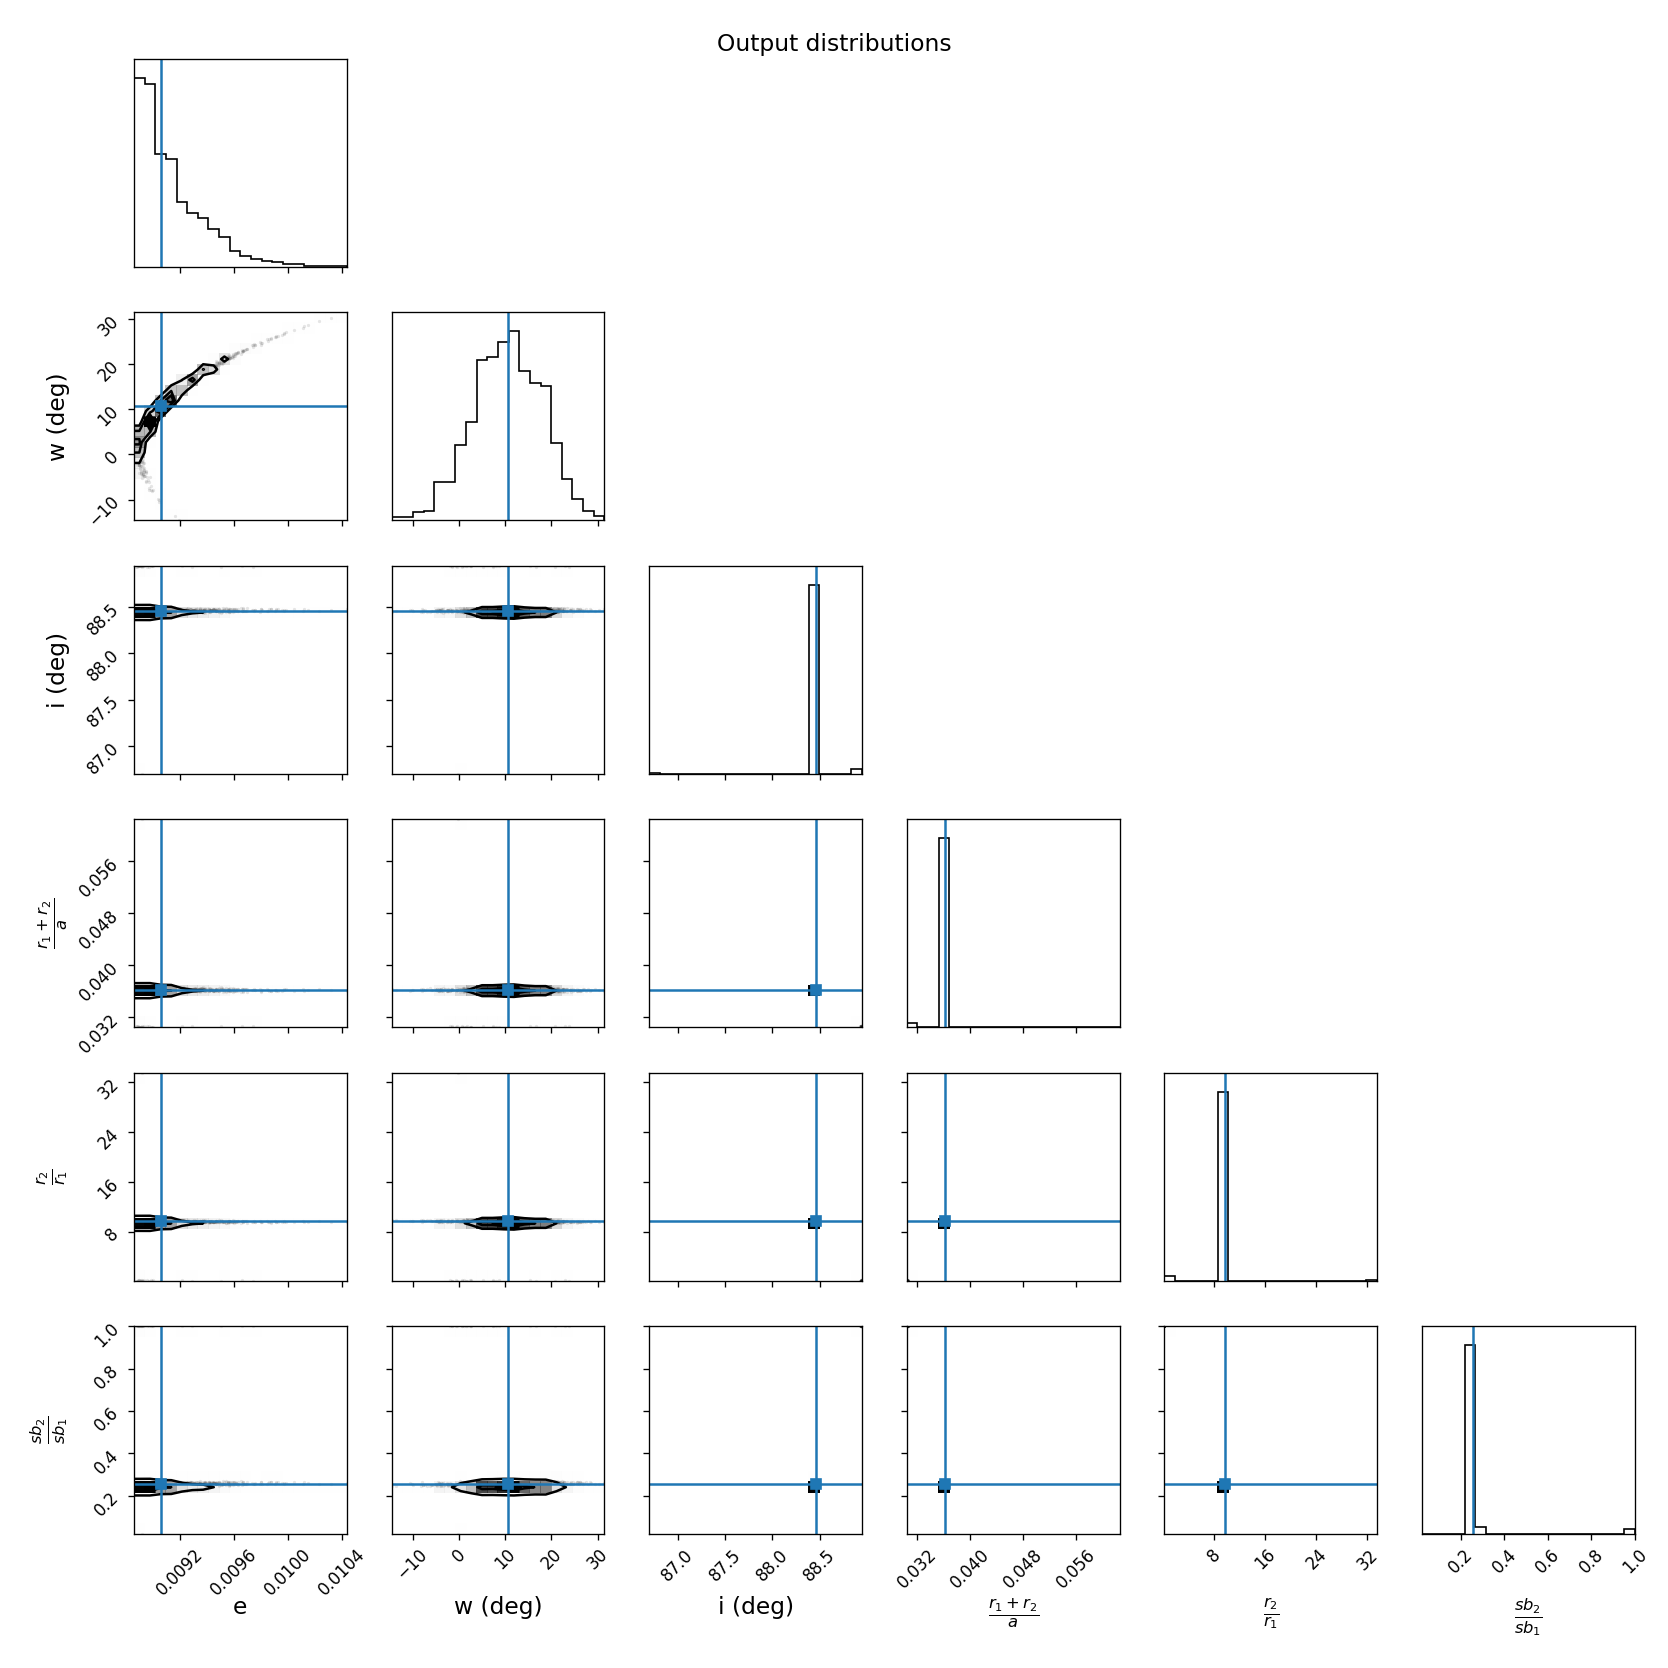 Output distributions
30
20
10
0
−10
w (deg)
88.5
88.0
87.5
87.0
i (deg)
0.056
0.048
0.040
0.032
r₁ + r₂
a
32
24
16
8
r₂
r₁
1.0
0.8
0.6
0.4
0.2
sb₂
sb₁
0.0092 0.0096 0.0100 0.0104
−10 0 10 20 30
87.0 87.5 88.0 88.5
0.032 0.040 0.048 0.056
8 16 24 32
0.2 0.4 0.6 0.8 1.0
e
w (deg)
i (deg)
r₁ + r₂
a
r₂
r₁
sb₂
sb₁